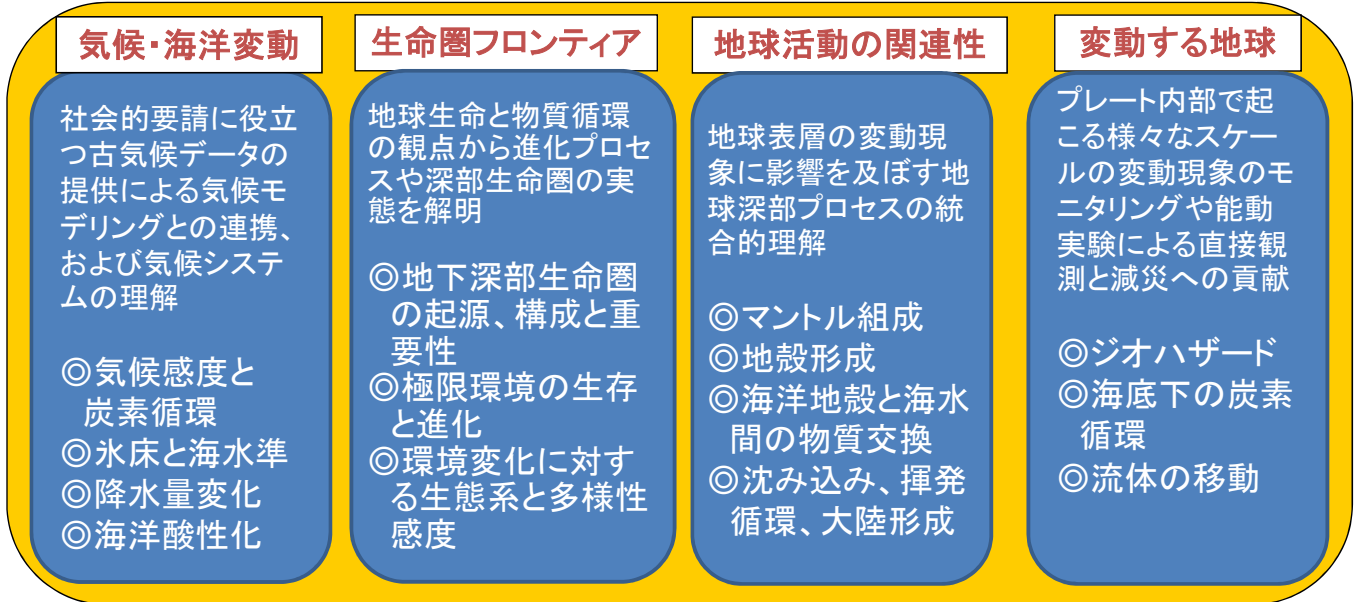 気候・海洋変動
社会的要請に役立
つ古気候データの
提供による気候モ
デリングとの連携、
および気候システ
ムの理解
◎気候感度と
炭素循環
◎氷床と海水準
◎降水量変化
◎海洋酸性化
生命圏フロンティア
地球生命と物質循環
の観点から進化プロセ
スや深部生命圏の実
態を解明
◎地下深部生命圏
の起源、構成と重
要性
◎極限環境の生存
と進化
◎環境変化に対す
る生態系と多様性
感度
地球活動の関連性
地球表層の変動現
象に影響を及ぼす地
球深部プロセスの統
合的理解
◎マントル組成
◎地殻形成
◎海洋地殻と海水
間の物質交換
◎沈み込み、揮発
循環、大陸形成
変動する地球
プレート内部で起
こる様々なスケー
ルの変動現象のモ
ニタリングや能動
実験による直接観
測と減災への貢献
◎ジオハザード
◎海底下の炭素
循環
◎流体の移動